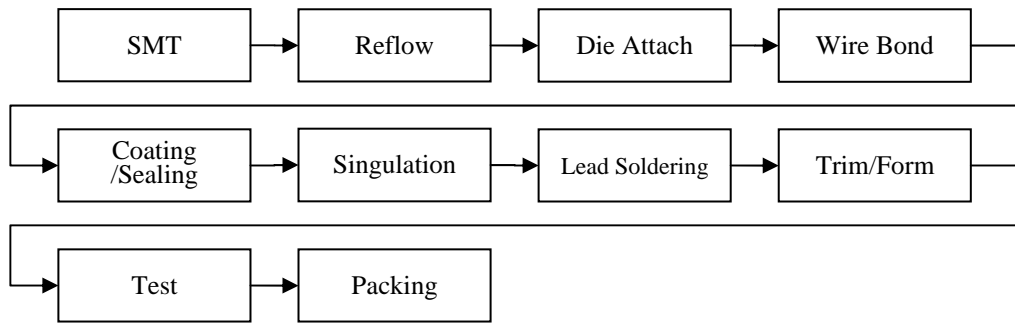 SMT
Reflow
Die Attach
Wire Bond
Coating
/Sealing
Singulation
Lead Soldering
Trim/Form
Test
Packing